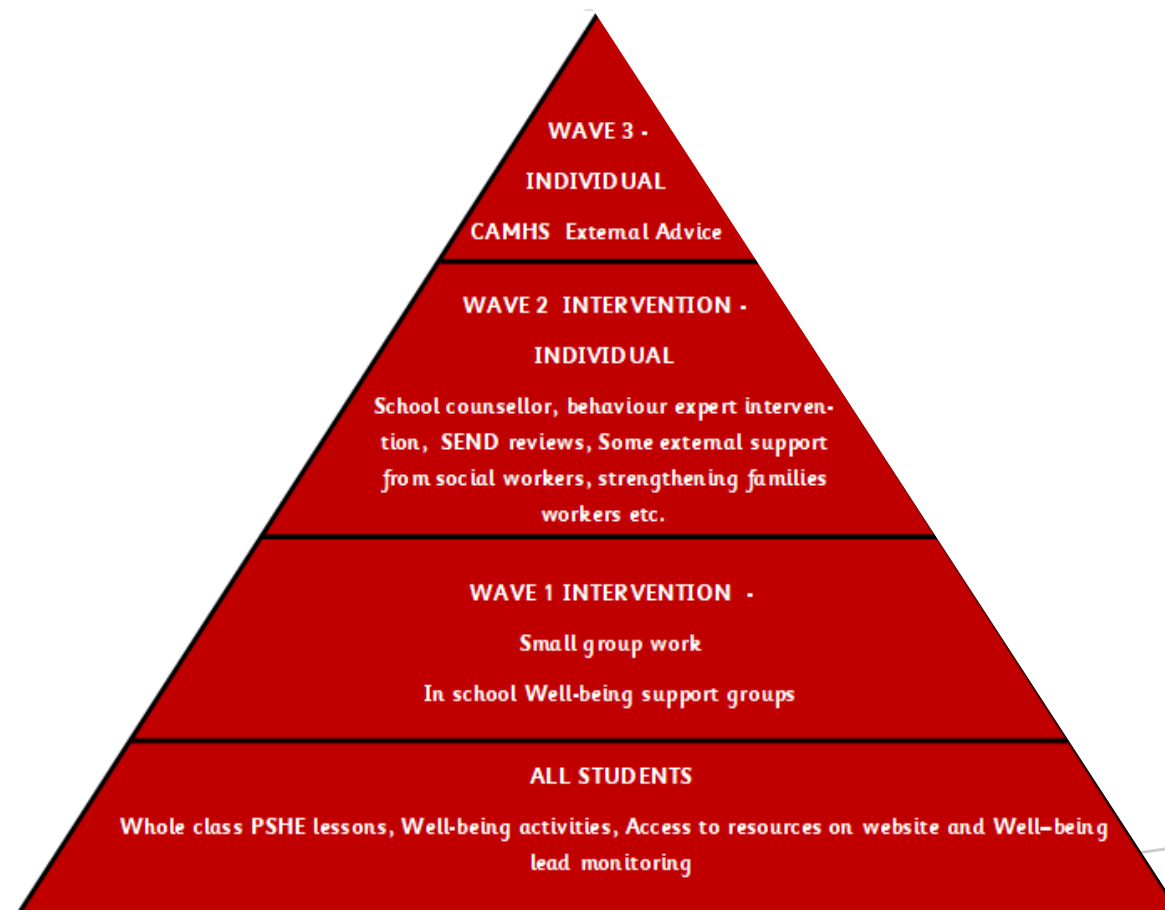 WAVE 3 -
INDIVIDUAL
CAMHS  External Advice
WAVE 2  INTERVENTION -
INDIVIDUAL
School counsellor, behaviour expert interven-
tion,  SEND reviews, Some external support
from social workers, strengthening families
workers etc.
WAVE 1 INTERVENTION  -
Small group work
In school Well-being support groups
ALL STUDENTS
Whole class PSHE lessons, Well-being activities, Access to resources on website and Well–being
lead monitoring